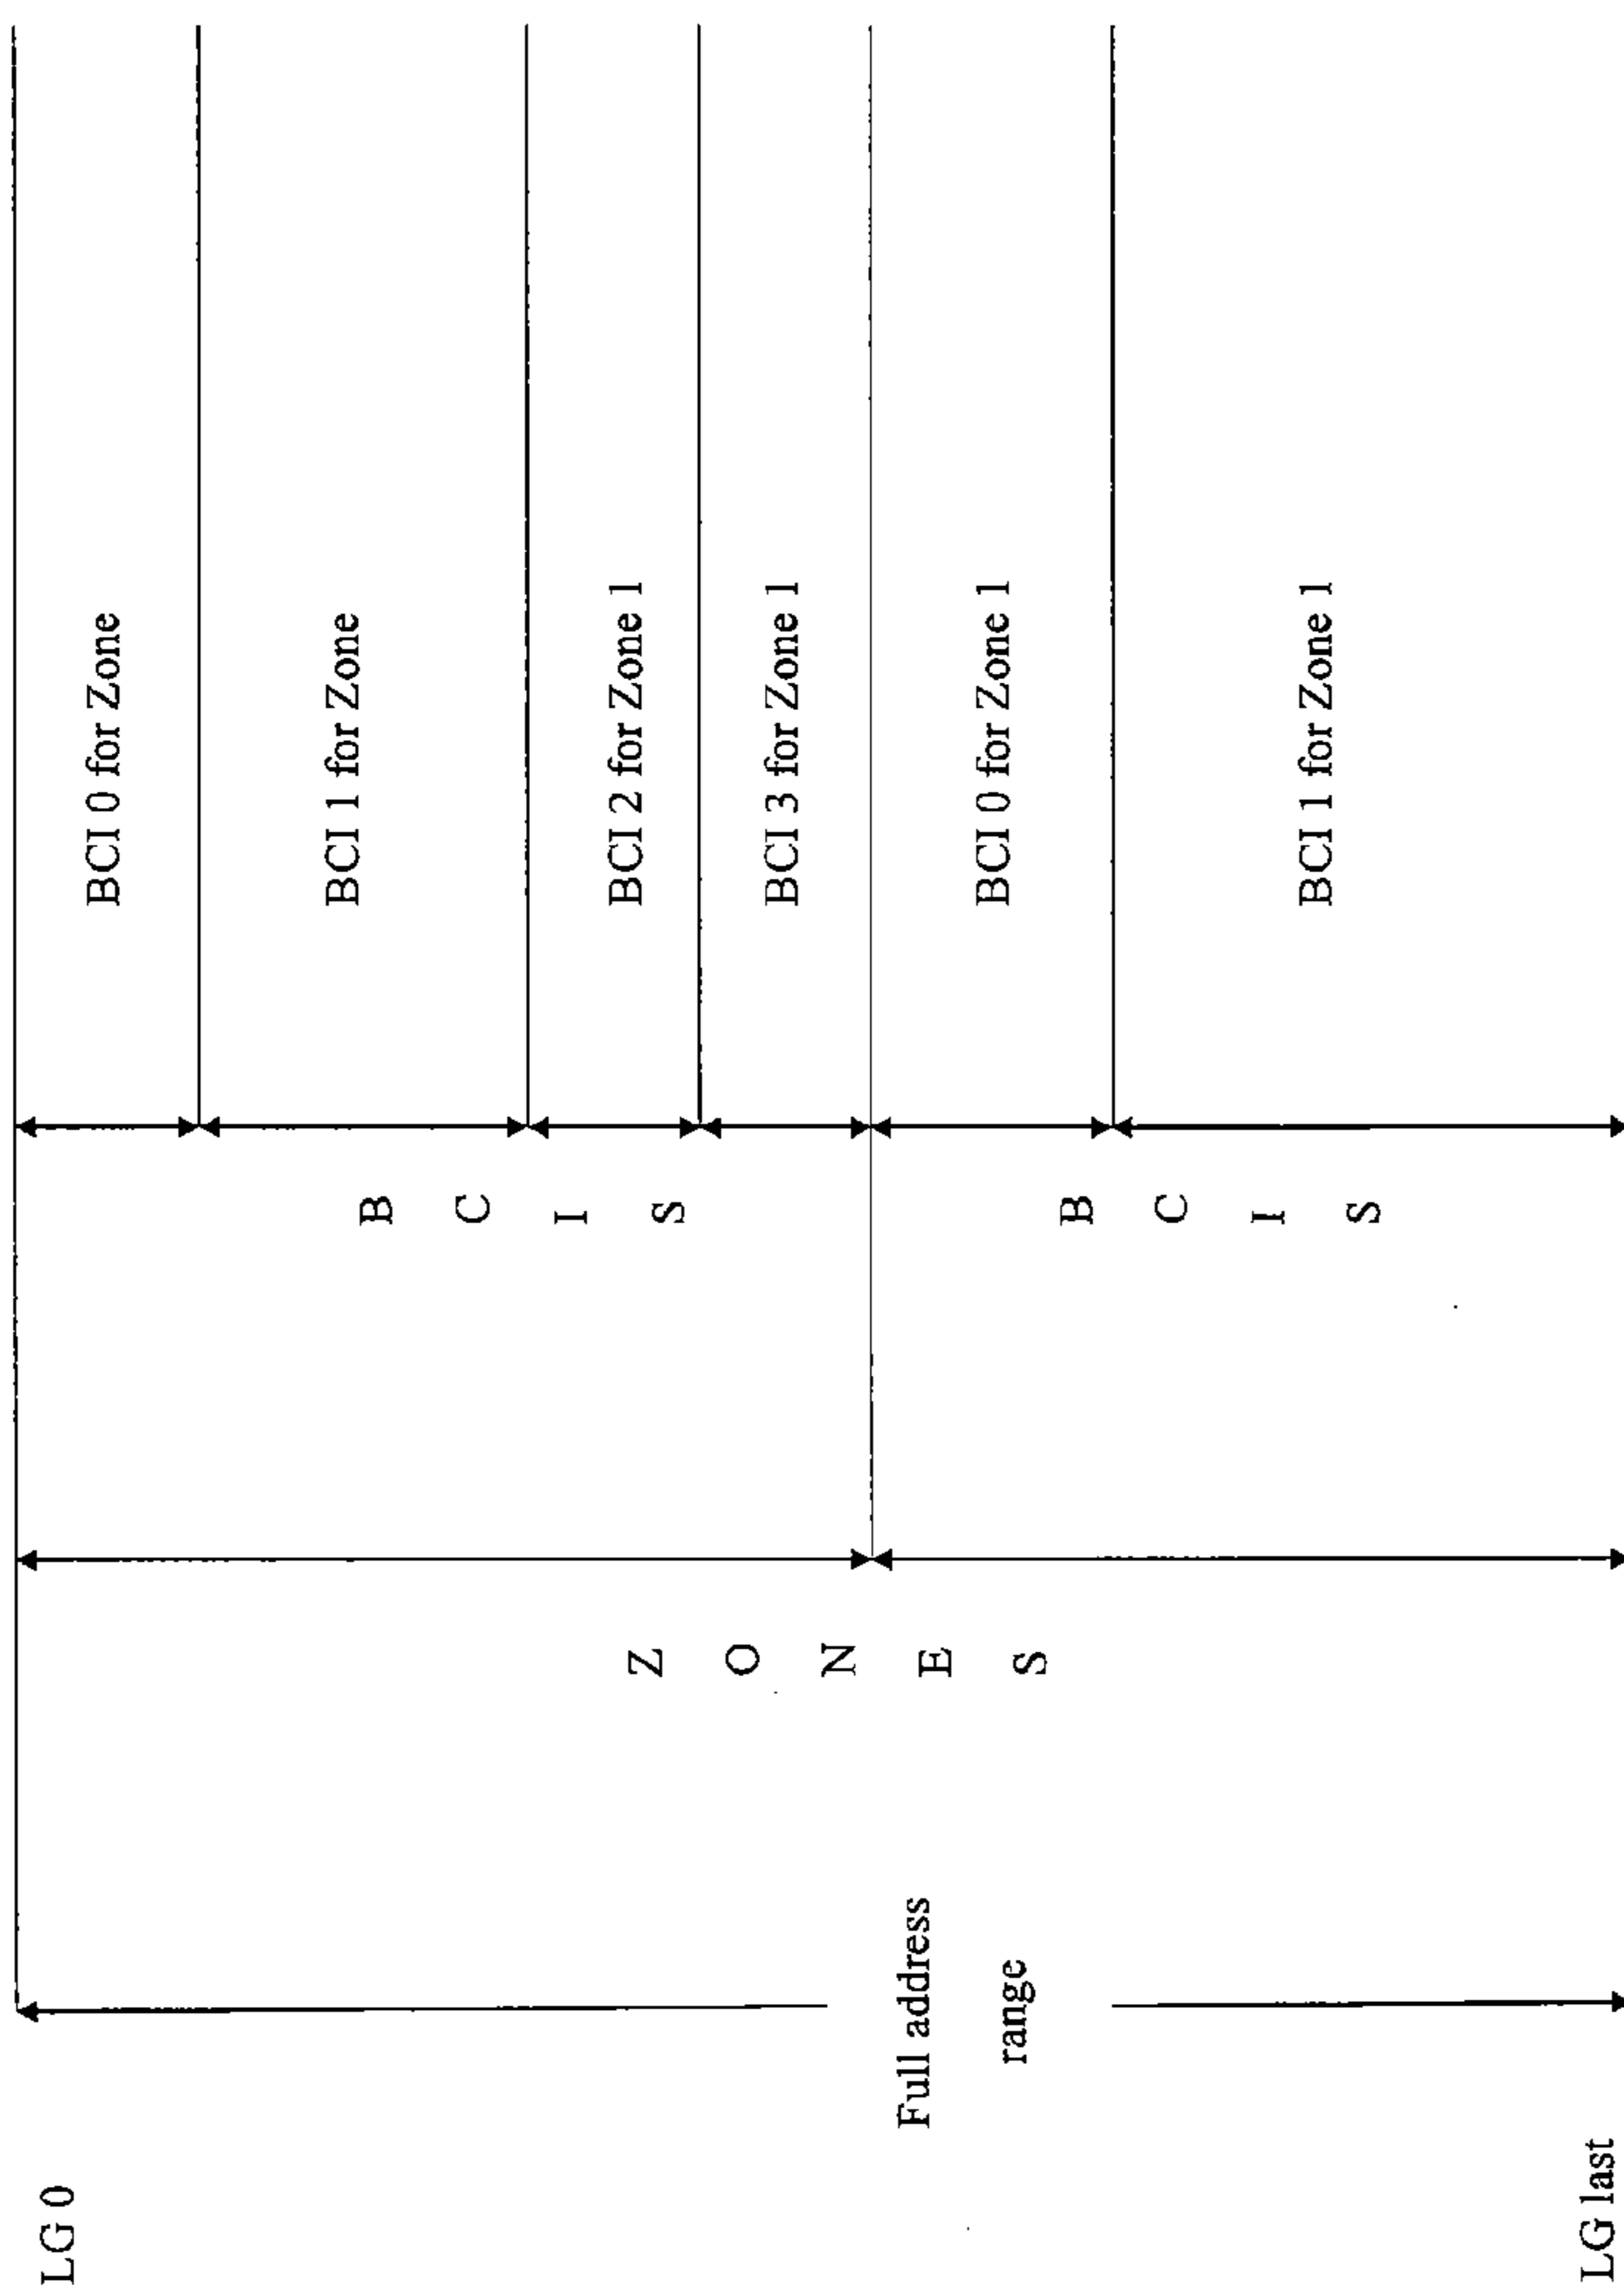 LG 0
Full address
range
LG last
Z
O
N
E
S
B
C
I
S
B
C
I
S
BCI 0 for Zone
BCI 1 for Zone
BCI 2 for Zone 1
BCI 3 for Zone 1
BCI 0 for Zone 1
BCI 1 for Zone 1